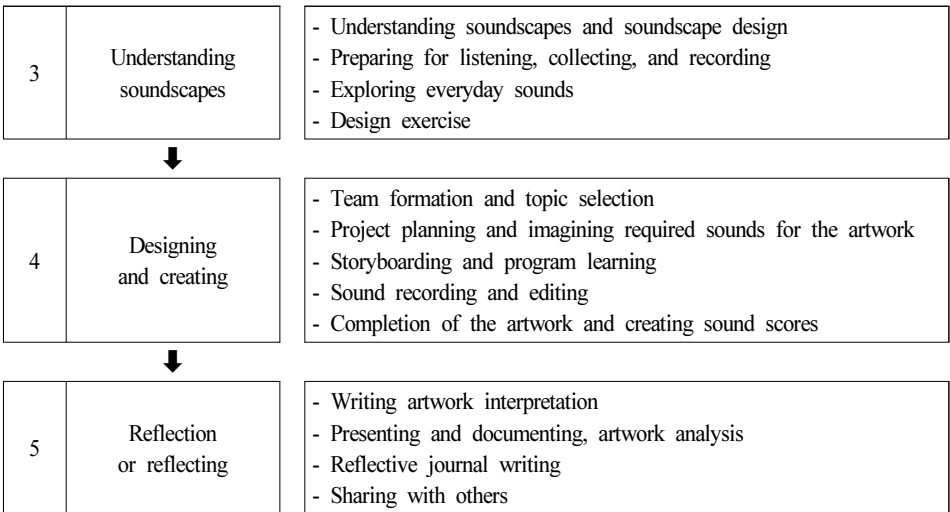 3
Understanding
soundscapes
- Understanding soundscapes and soundscape design
- Preparing for listening, collecting, and recording
- Exploring everyday sounds
- Design exercise
4
Designing
and creating
- Team formation and topic selection
- Project planning and imagining required sounds for the artwork
- Storyboarding and program learning
- Sound recording and editing
- Completion of the artwork and creating sound scores
5
Reflection
or reflecting
- Writing artwork interpretation
- Presenting and documenting, artwork analysis
- Reflective journal writing
- Sharing with others